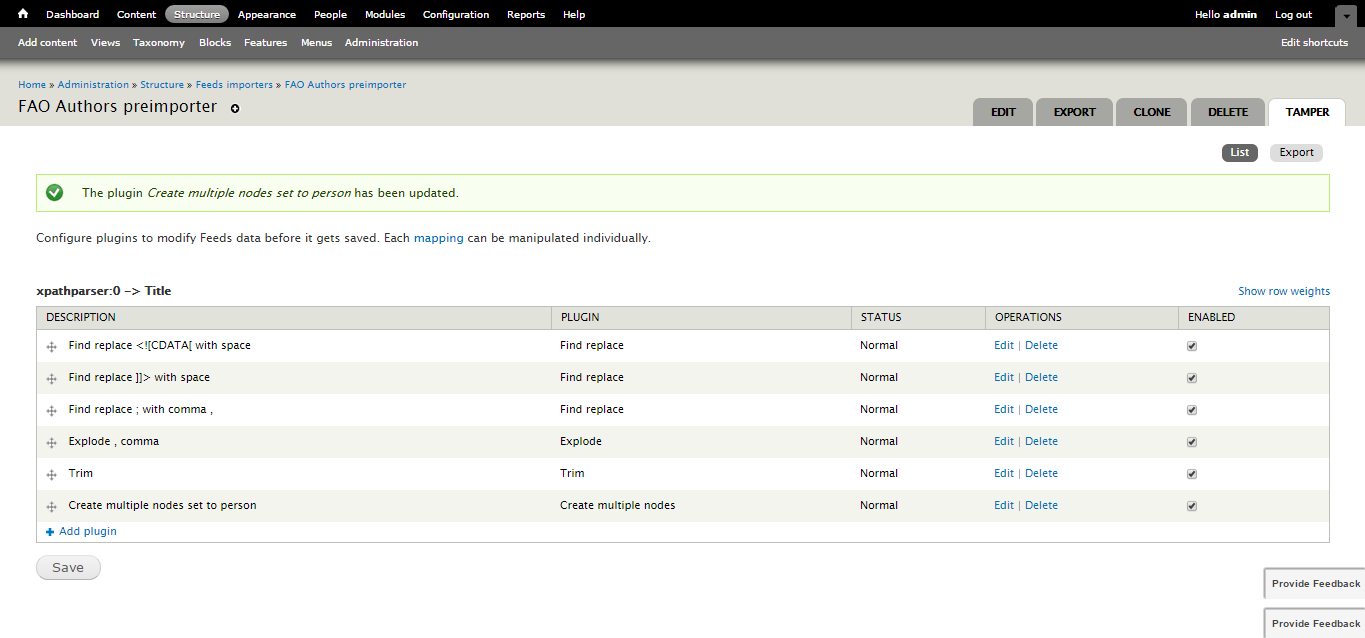 Dashboard Content Structure Appearance People Modules Configuration Reports Help Hello admin Log out
Add content Views Taxonomy Blocks Features Menus Administration Edit shortcuts
Home » Administration » Structure » Feeds importers » FAO Authors preimporter
FAO Authors preimporter
EDIT EXPORT CLONE DELETE TAMPER
List Export
The plugin Create multiple nodes set to person has been updated.
Configure plugins to modify Feeds data before it gets saved. Each mapping can be manipulated individually.
xpathparser:0 -> Title Show row weights
DESCRIPTION PLUGIN STATUS OPERATIONS ENABLED
Find replace <![CDATA[ with space Find replace Normal Edit | Delete
Find replace ]]> with space Find replace Normal Edit | Delete
Find replace ; with comma , Find replace Normal Edit | Delete
Explode , comma Explode Normal Edit | Delete
Trim Trim Normal Edit | Delete
Create multiple nodes set to person Create multiple nodes Normal Edit | Delete
Add plugin
Save
Provide Feedback
Provide Feedback